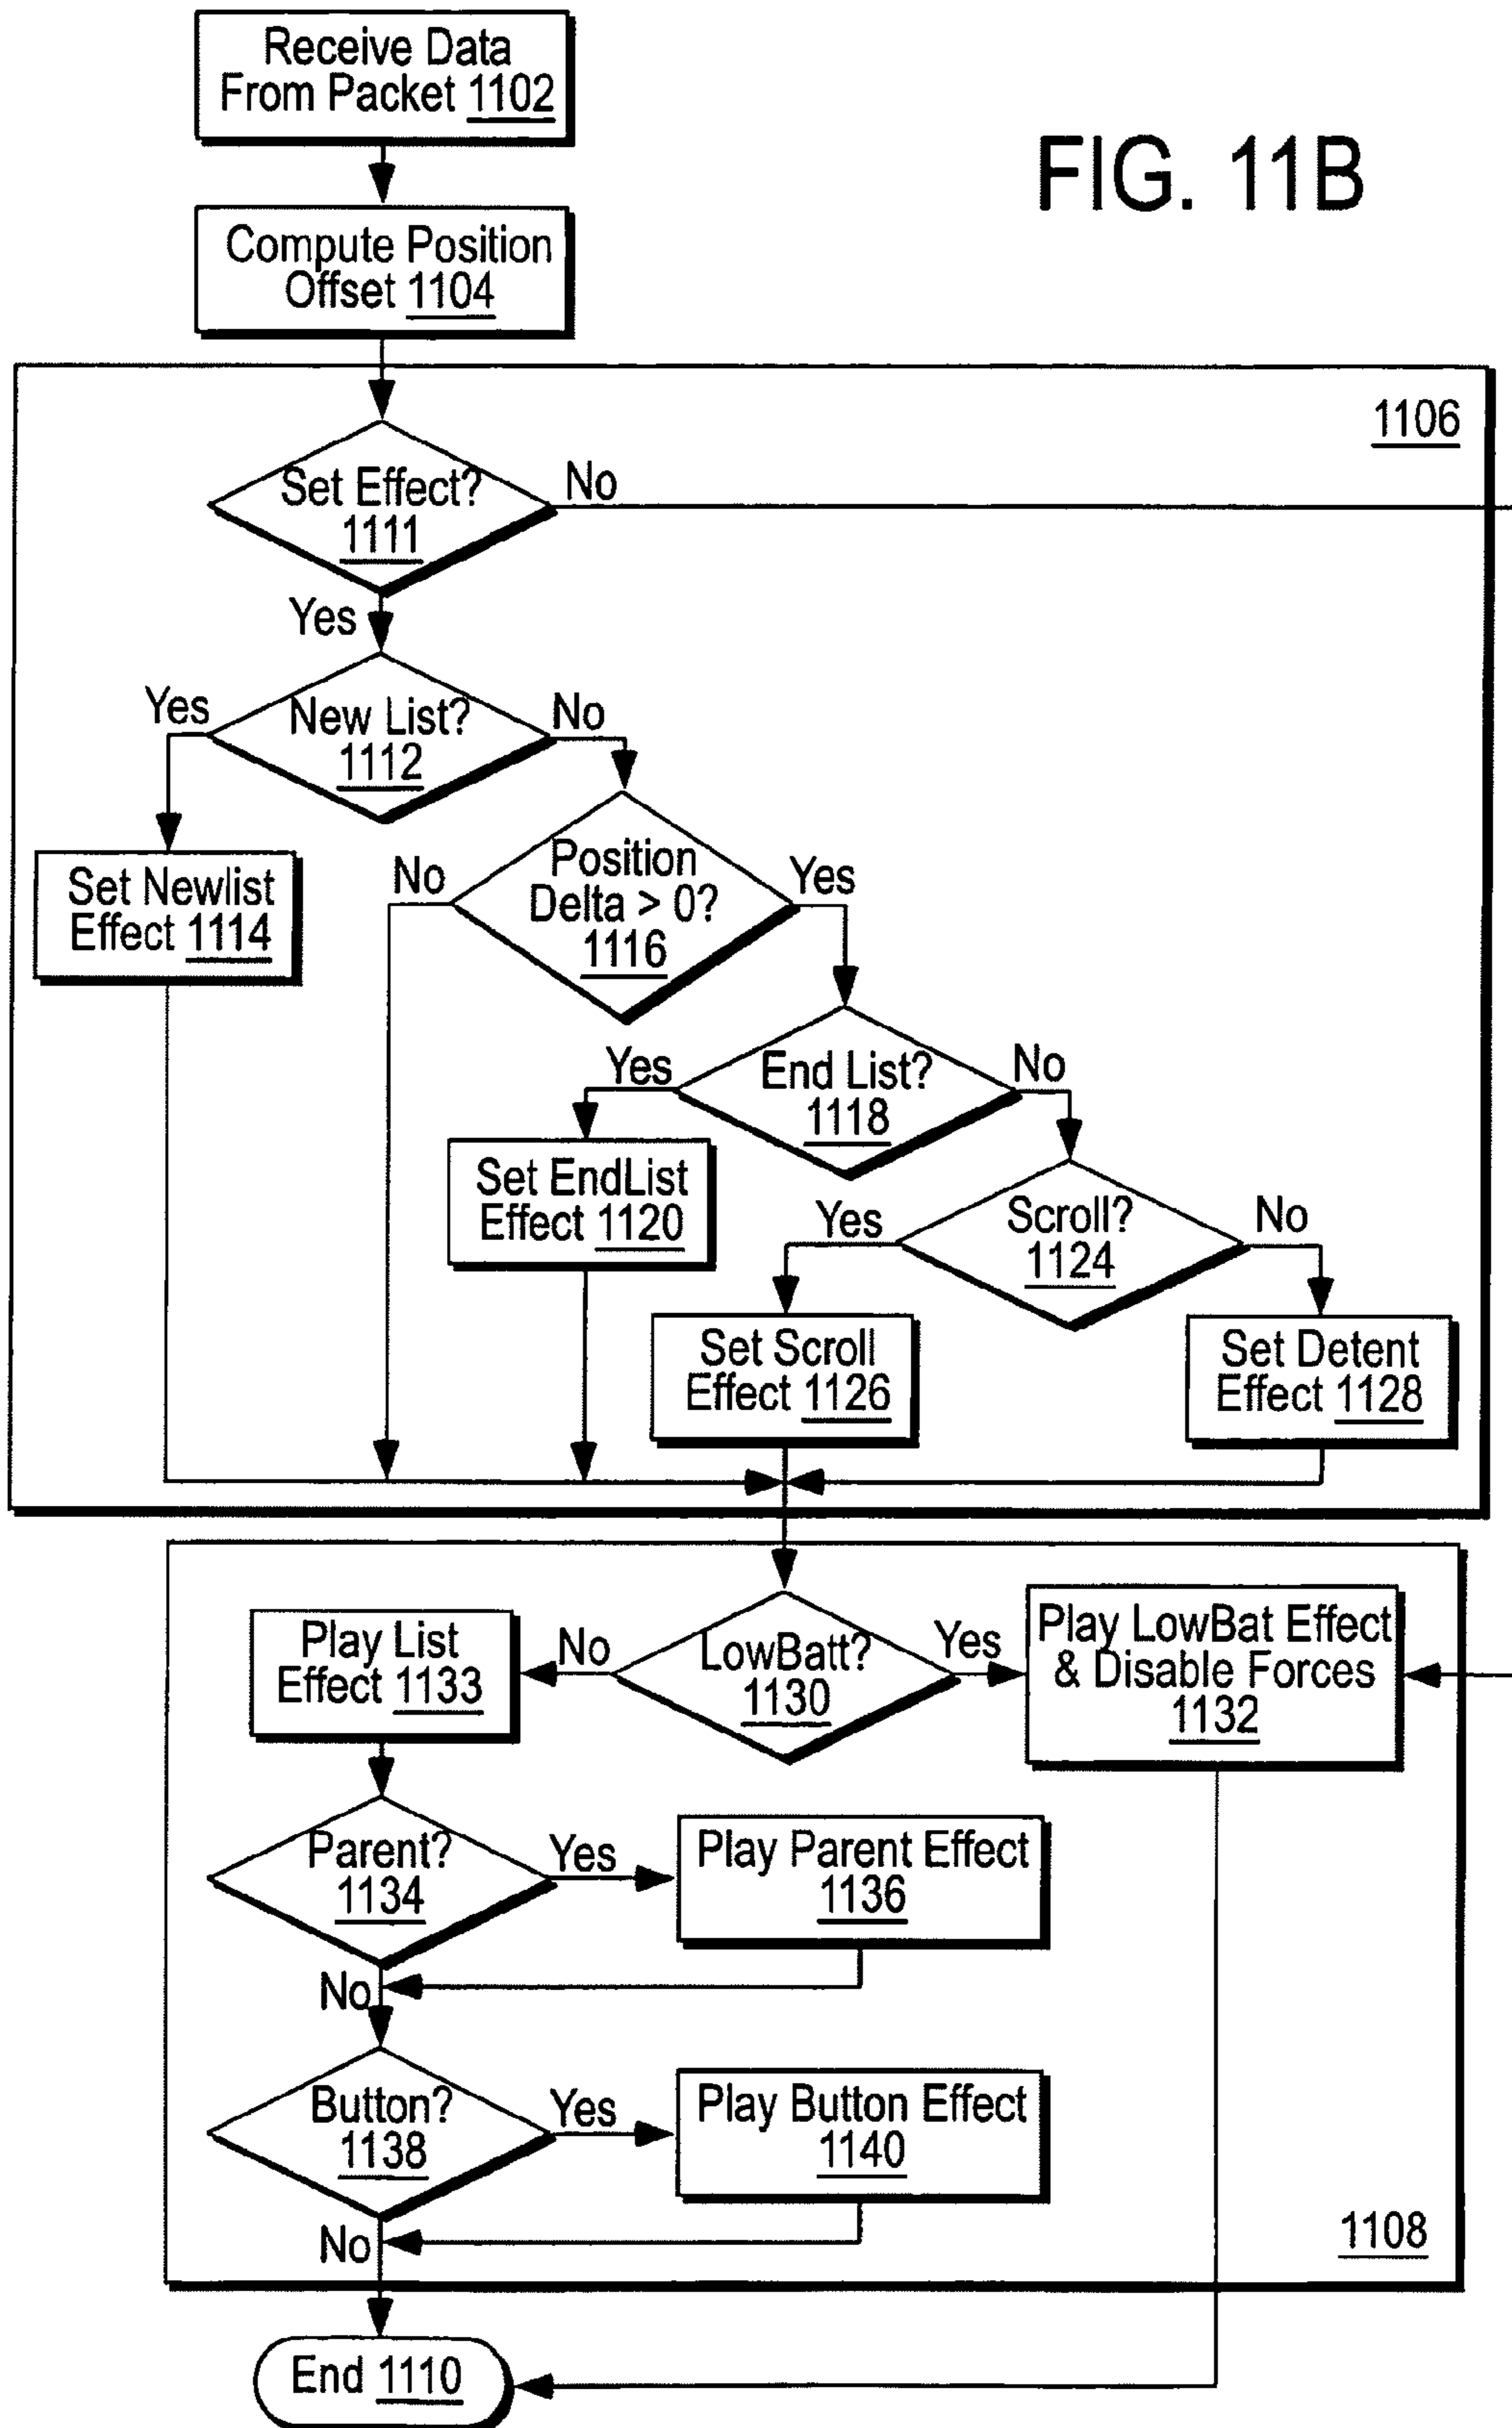 Receive Data
From Packet 1102
FIG. 11B
Compute Position
Offset 1104
1106
Set Effect?
1111
No
Yes
New List?
1112
Yes
No
Set Newlist
Effect 1114
Position
Delta > 0?
1116
No
Yes
End List?
1118
Yes
No
Set EndList
Effect 1120
Scroll?
1124
Yes
No
Set Scroll
Effect 1126
Set Detent
Effect 1128
LowBatt?
1130
No
Yes
Play List
Effect 1133
Play LowBat Effect
& Disable Forces
1132
Parent?
1134
Yes
Play Parent Effect
1136
No
Button?
1138
Yes
Play Button Effect
1140
No
1108
End 1110